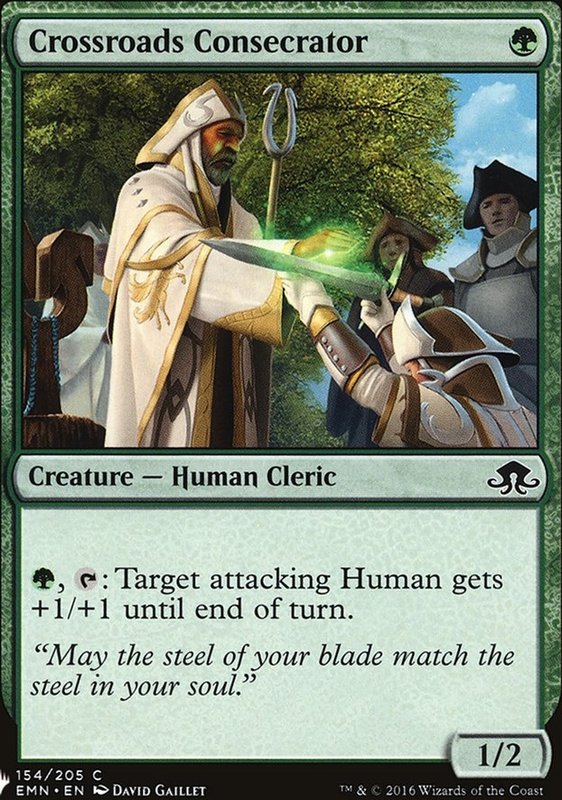 Crossroads Consecrator
Creature — Human Cleric
, : Target attacking Human gets
+1/+1 until end of turn.
“May the steel of your blade match the
steel in your soul.”
1/2
154/205 C
EMN • EN DAVID GAILLET
™ & © 2016 Wizards of the Coast